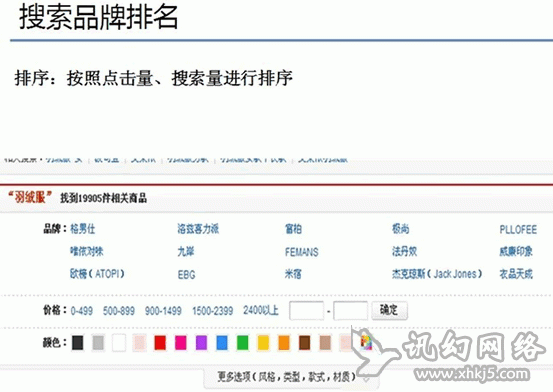 搜索品牌排名
排序：按照点击量、搜索量进行排序
“羽绒服” 找到19905件相关商品
品牌：格男仕 洛兹喜力派 富柏 极尚 PLLOFEE
唯依对味 九岸 FEMANS 法丹奴 威廉印象
欧榭（ATOPI） EBG 米宿 杰克琼斯（Jack Jones） 衣品天成
价格：0-499 500-899 900-1499 1500-2399 2400以上 - 确定
颜色：
更多选项（风格，类型，款式，材质）
讯幻网络
www.xhkj5.com